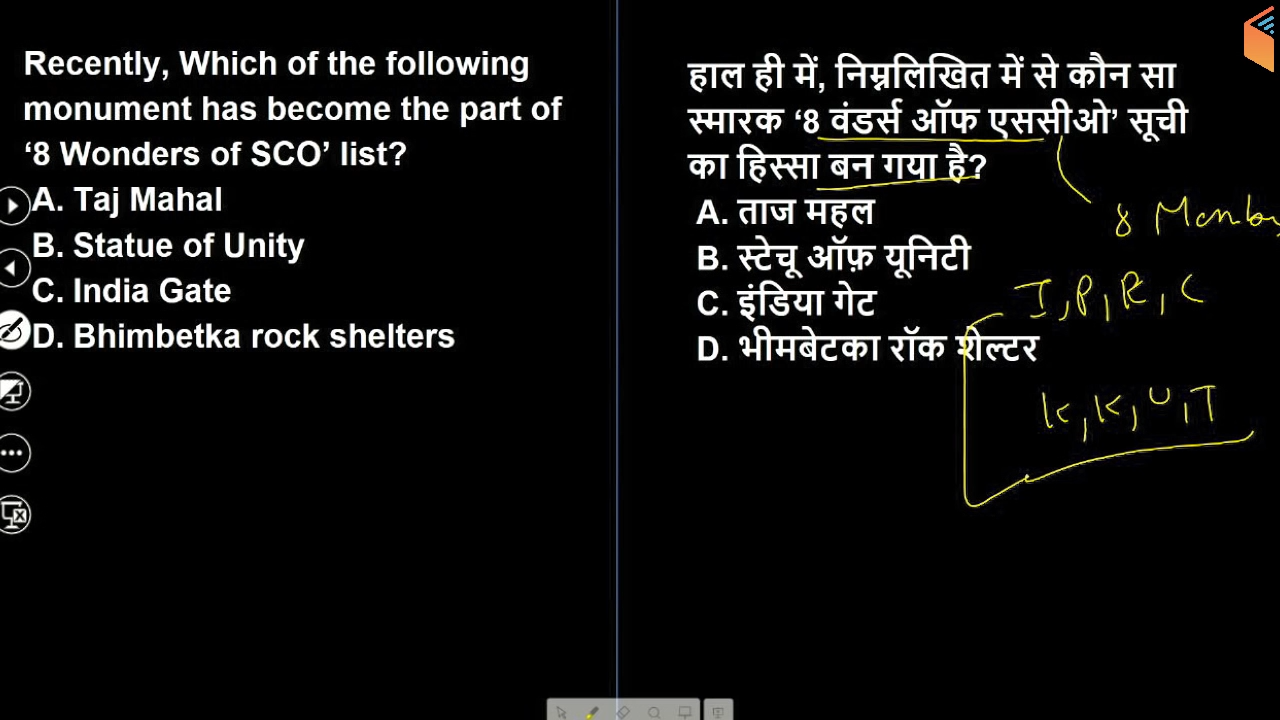 Recently, Which of the following
monument has become the part of
‘8 Wonders of SCO’ list?
A. Taj Mahal
B. Statue of Unity
C. India Gate
D. Bhimbetka rock shelters
हाल ही में, निम्नलिखित में से कौन सा
स्मारक ‘8 वंडर्स ऑफ एससीओ’ सूची
का हिस्सा बन गया है?
A. ताज महल
B. स्टेचू ऑफ़ यूनिटी
C. इंडिया गेट
D. भीमबेटका रॉक शेल्टर
8
I, P, R, C
K, K, U, T